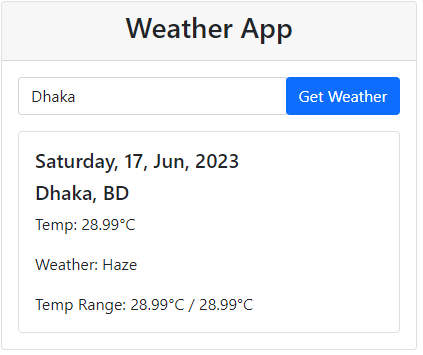 Weather App
Dhaka
Get Weather
Saturday, 17, Jun, 2023
Dhaka, BD
Temp: 28.99°C
Weather: Haze
Temp Range: 28.99°C / 28.99°C